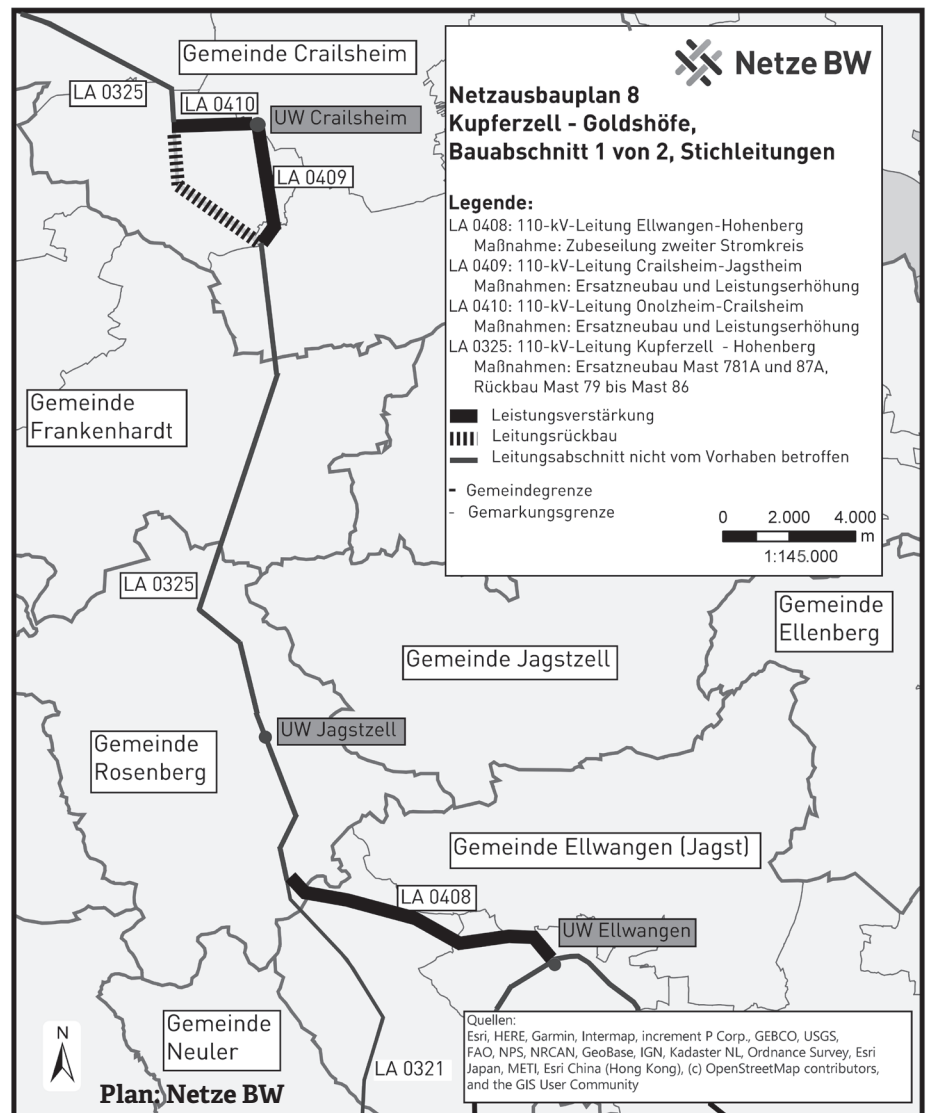 Gemeinde Crailsheim
LA 0325
LA 0410
UW Crailsheim
LA 0409
Netze BW
Netzausbauplan 8
Kupferzell - Goldshöfe,
Bauabschnitt 1 von 2, Stichleitungen
Legende:
LA 0408: 110-kV-Leitung Ellwangen-Hohenberg
Maßnahme: Zubeseilung zweiter Stromkreis
LA 0409: 110-kV-Leitung Crailsheim-Jagstheim
Maßnahmen: Ersatzneubau und Leistungserhöhung
LA 0410: 110-kV-Leitung Onolzheim-Crailsheim
Maßnahmen: Ersatzneubau und Leistungserhöhung
LA 0325: 110-kV-Leitung Kupferzell - Hohenberg
Maßnahmen: Ersatzneubau Mast 781A und 87A,
Rückbau Mast 79 bis Mast 86
Leistungsverstärkung
Leitungsrückbau
Leitungsabschnitt nicht vom Vorhaben betroffen
Gemeindegrenze
Gemarkungsgrenze
0 2.000 4.000
m
1:145.000
Gemeinde
Frankenhardt
LA 0325
Gemeinde
Ellenberg
Gemeinde Jagstzell
UW Jagstzell
Gemeinde
Rosenberg
Gemeinde Ellwangen (Jagst)
LA 0408
UW Ellwangen
Gemeinde
Neuler
N
LA 0321
Plan: Netze BW
Quellen:
Esri, HERE, Garmin, Intermap, increment P Corp., GEBCO, USGS,
FAO, NPS, NRCAN, GeoBase, IGN, Kadaster NL, Ordnance Survey, Esri
Japan, METI, Esri China (Hong Kong), (c) OpenStreetMap contributors,
and the GIS User Community